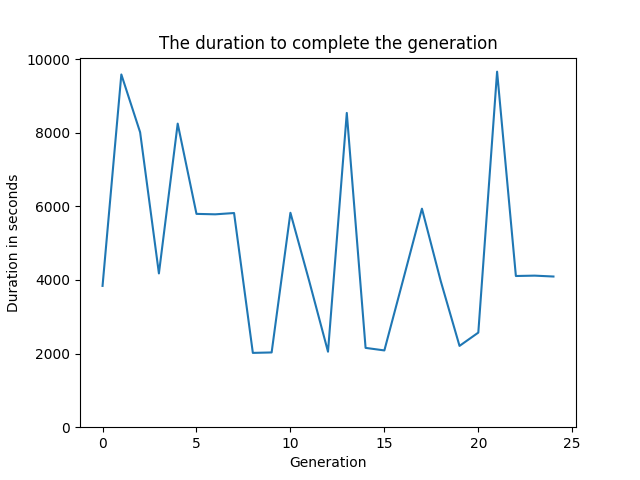 The duration to complete the generation
10000
8000
6000
4000
2000
0
Duration in seconds
0 5 10 15 20 25
Generation